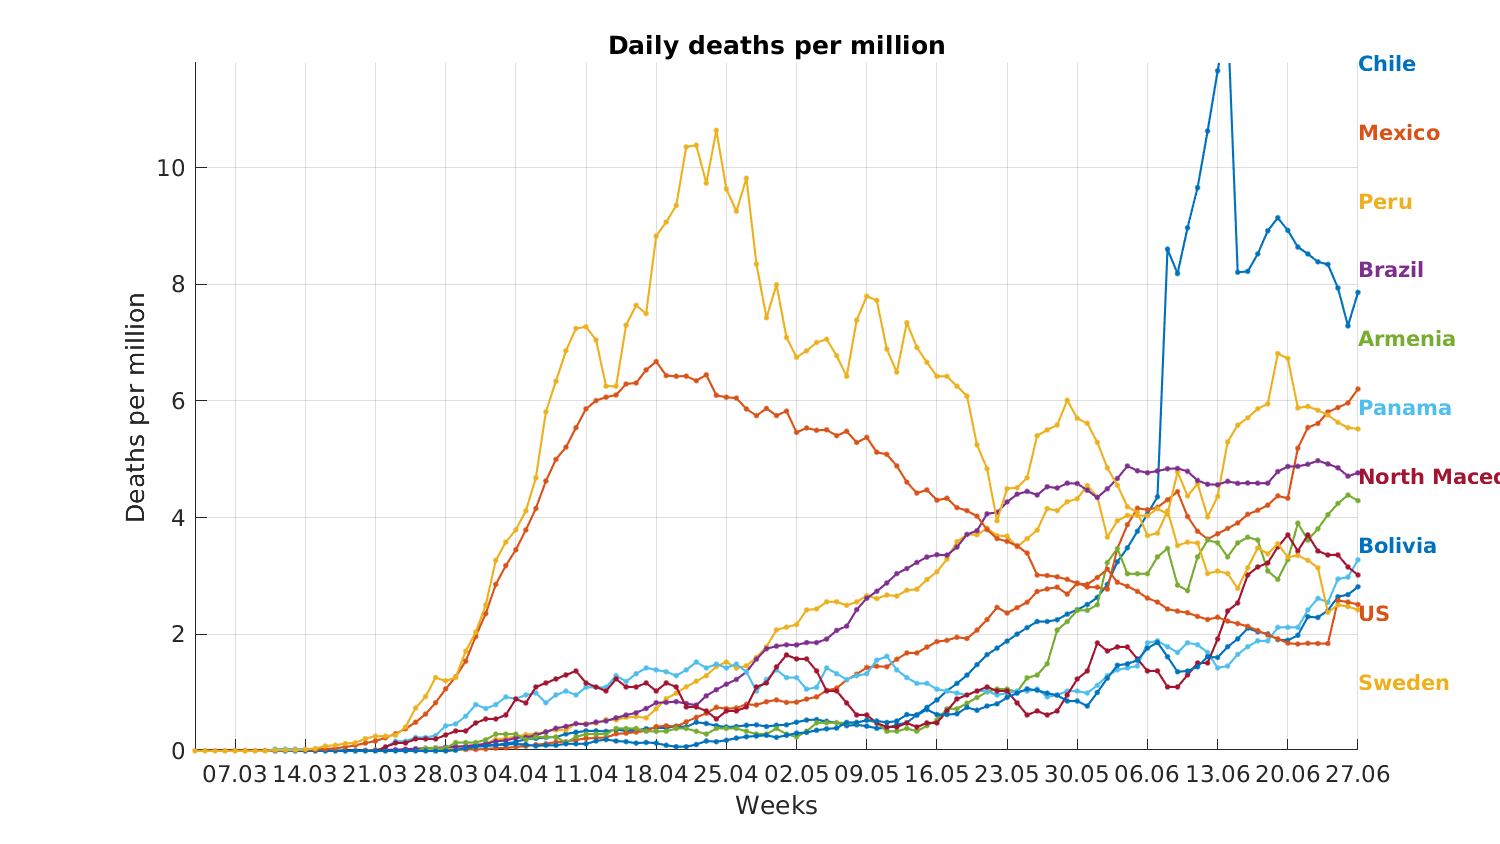 Daily deaths per million
Chile
Mexico
Peru
Brazil
Armenia
Panama
North Maced
Bolivia
US
Sweden
Deaths per million
10
8
6
4
2
0
07.03 14.03 21.03 28.03 04.04 11.04 18.04 25.04 02.05 09.05 16.05 23.05 30.05 06.06 13.06 20.06 27.06
Weeks